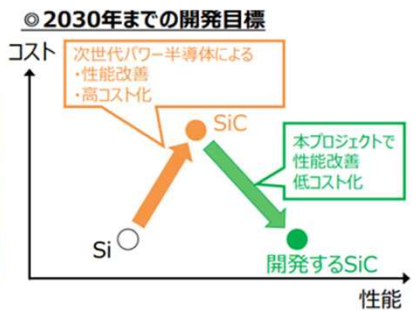 ◎2030年までの開発目標
コスト
次世代パワー半導体による
・性能改善
・高コスト化
SiC
本プロジェクトで
性能改善
低コスト化
Si
開発するSiC
性能